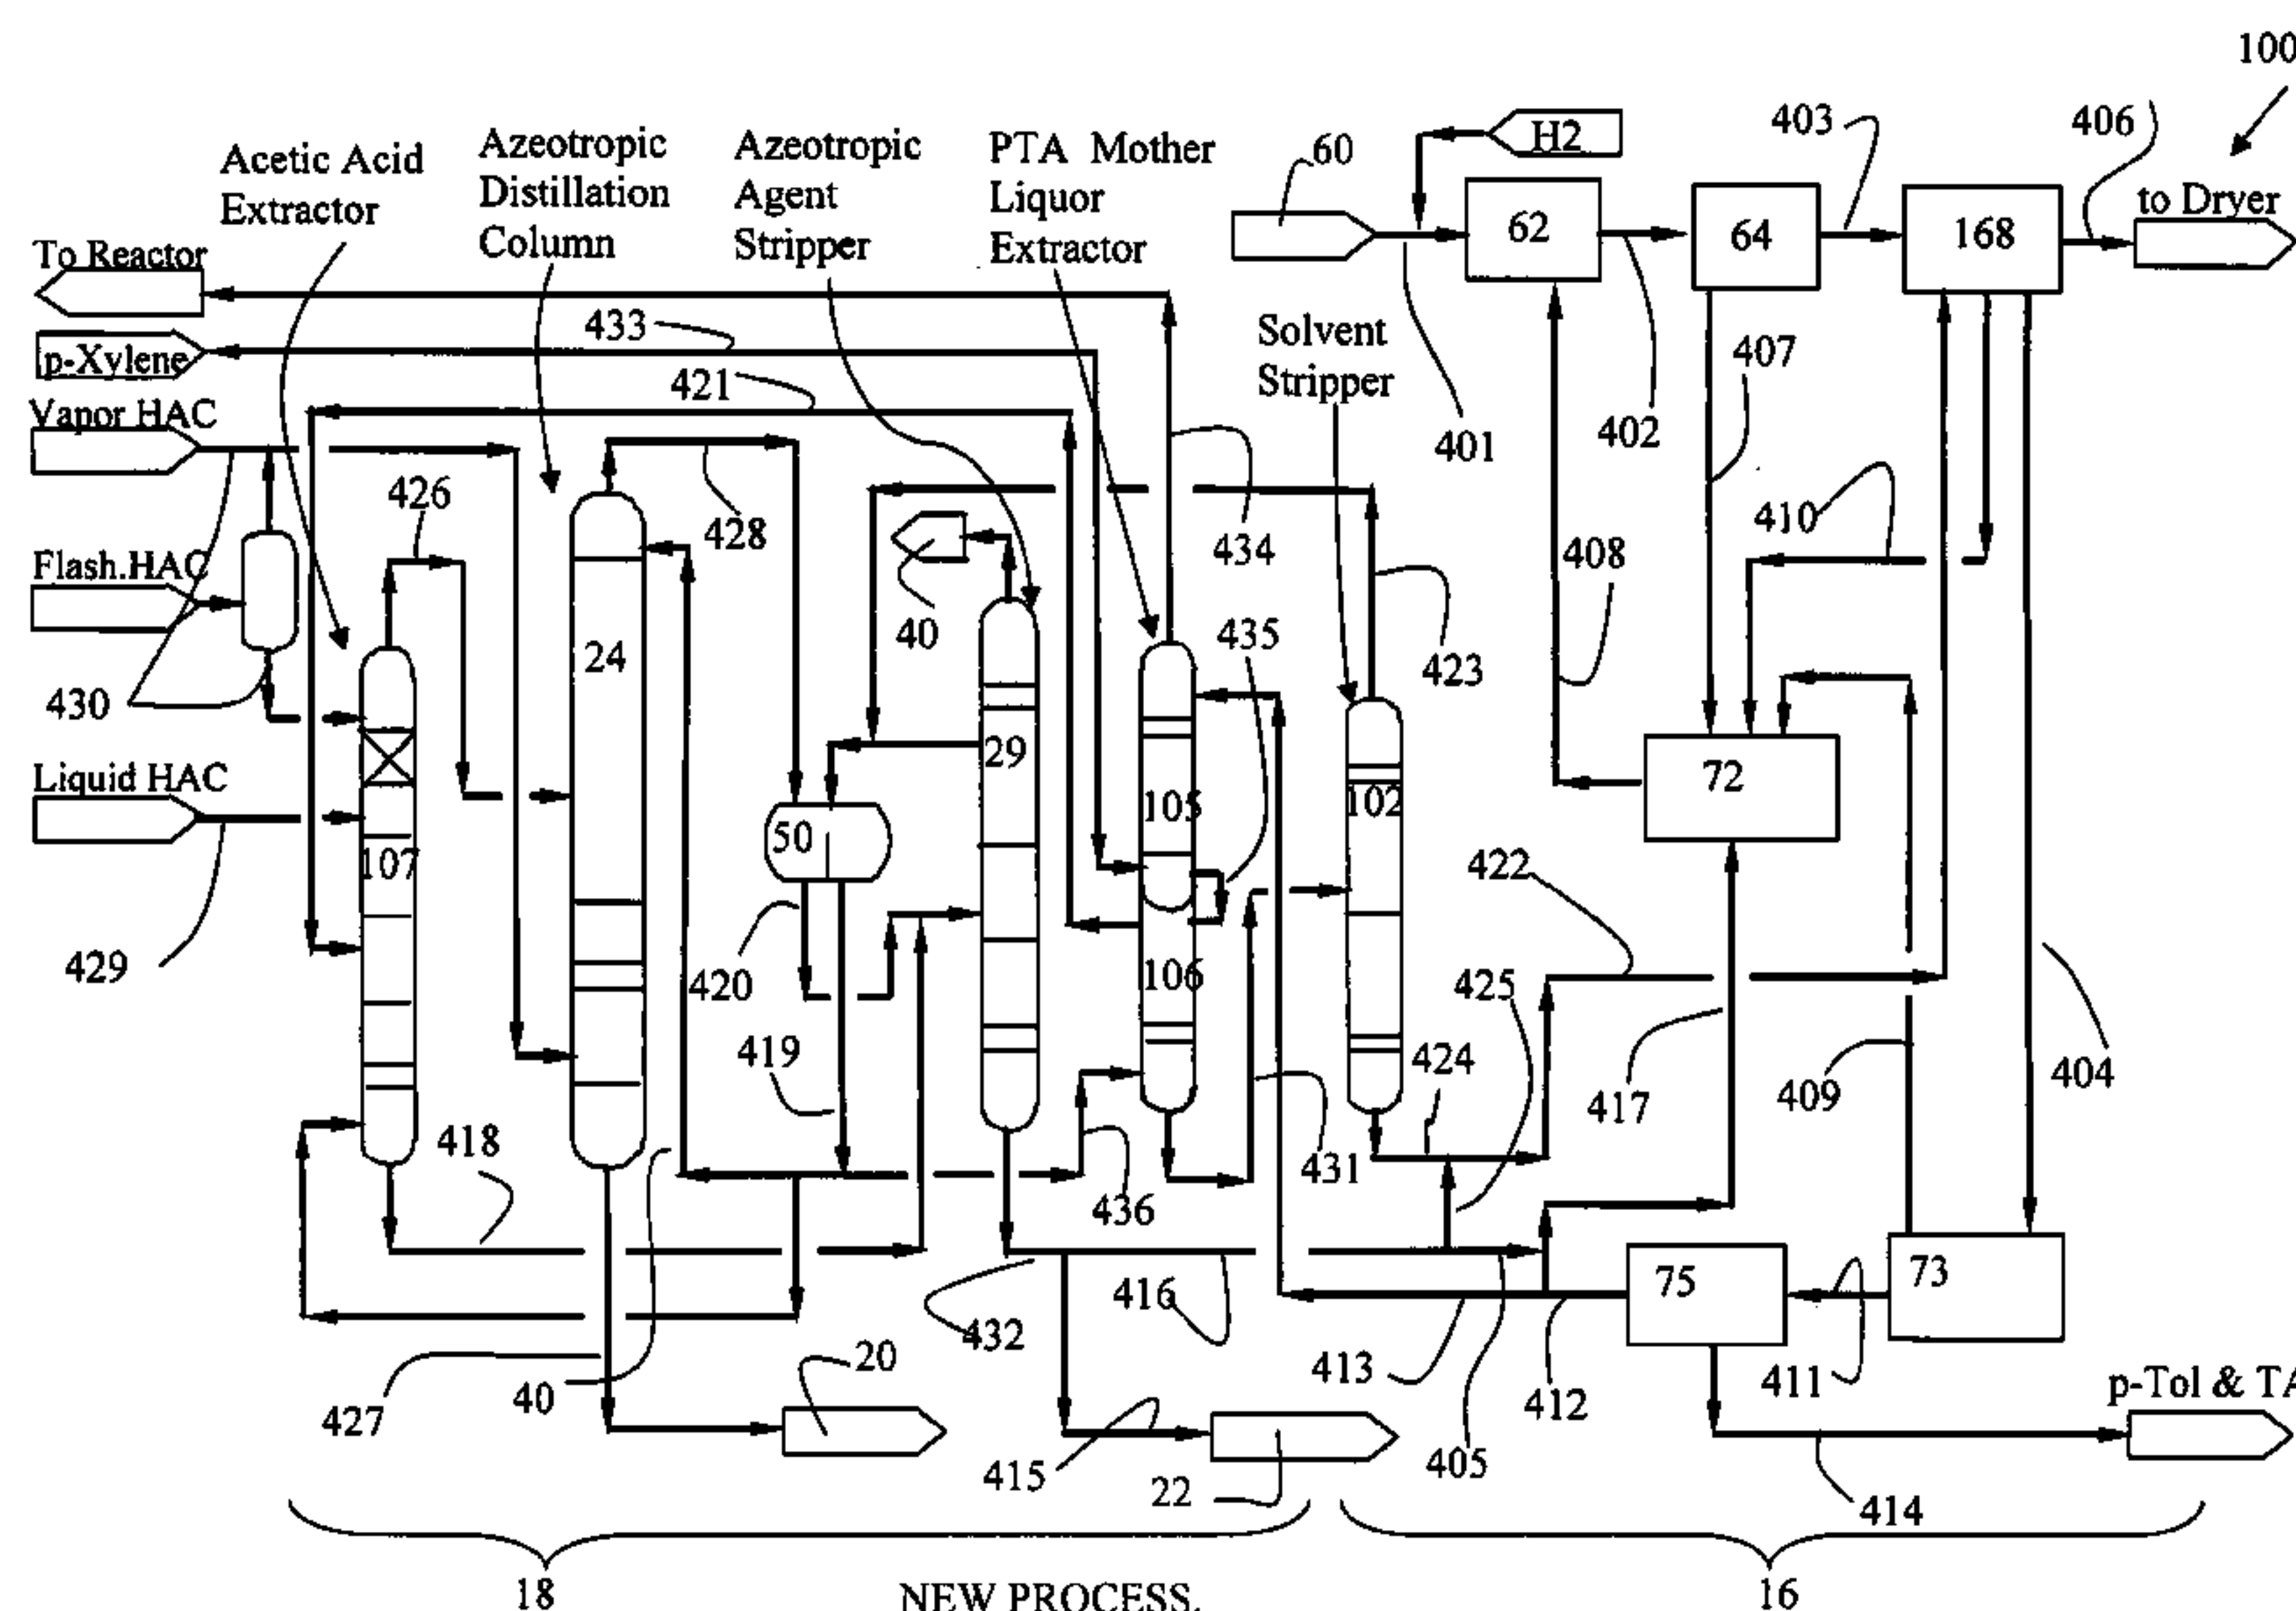 100
H2
60
403
406
Acetic Acid
Extractor
Azeotropic
Distillation
Column
Azeotropic
Agent
Stripper
PTA Mother
Liquor
Extractor
to Dryer
62
64
168
To Reactor
433
p-Xylene
421
Solvent
Stripper
401
402
407
Vapor HAC
426
428
434
410
Flash.HAC
408
24
40
435
423
430
29
Liquid HAC
50
105
102
72
107
422
429
420
106
425
419
424
417
409
404
418
431
436
432
416
75
73
427
40
20
413
412
411
p-Tol & TA
415
22
405
414
18
NEW PROCESS.
16